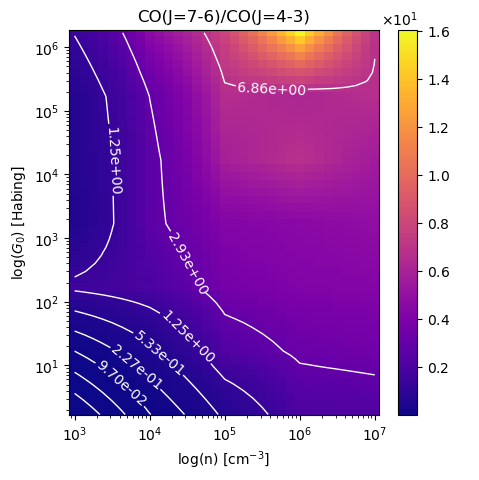 CO(J=7-6)/CO(J=4-3)
×10¹
10⁶
10⁵
10⁴
10³
10²
10¹
log(G₀) [Habing]
6.86e+00
1.25e+00
2.93e+00
1.25e+00
5.33e-01
2.27e-01
9.70e-02
1.6
1.4
1.2
1.0
0.8
0.6
0.4
0.2
10³
10⁴
10⁵
10⁶
10⁷
log(n) [cm⁻³]